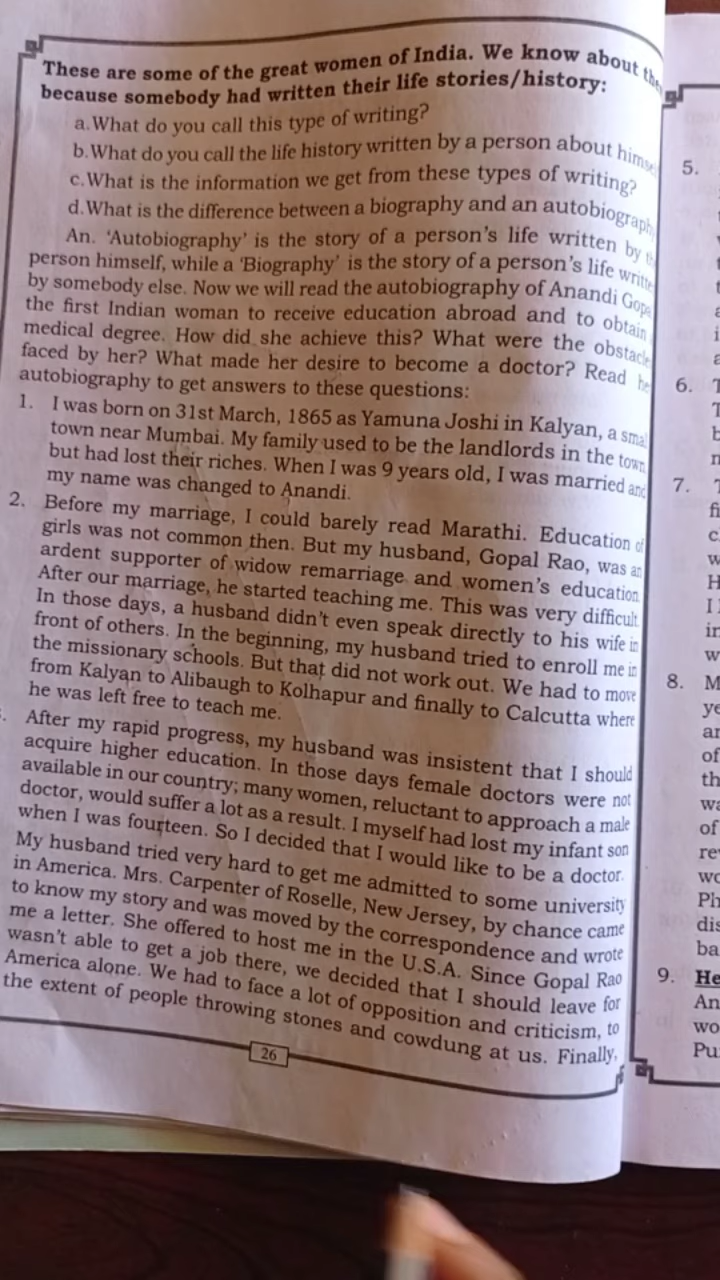 These are some of the great women of India. We know about
because somebody had written their life stories/history:
a. What do you call this type of writing?
b. What do you call the life history written by a person about
c. What is the information we get from these types of writing?
d. What is the difference between a biography and an
An. 'Autobiography' is the story of a person's life written by
person himself, while a 'Biography' is the story of a person's life
by somebody else. Now we will read the autobiography of Anandi
the first Indian woman to receive education abroad and to obtain
medical degree. How did she achieve this? What were the
faced by her? What made her desire to become a doctor? Read
autobiography to get answers to these questions:
1. I was born on 31st March, 1865 as Yamuna Joshi in Kalyan, a
town near Mumbai. My family used to be the landlords in the town
but had lost their riches. When I was 9 years old, I was married and
my name was changed to Anandi.
2. Before my marriage, I could barely read Marathi. Education of
girls was not common then. But my husband, Gopal Rao, was an
ardent supporter of widow remarriage and women's education.
After our marriage, he started teaching me. This was very difficult.
In those days, a husband didn't even speak directly to his wife in
front of others. In the beginning, my husband tried to enroll me in
the missionary schools. But that did not work out. We had to move
from Kalyan to Alibaugh to Kolhapur and finally to Calcutta where
he was left free to teach me.
After my rapid progress, my husband was insistent that I should
acquire higher education. In those days female doctors were not
available in our country; many women, reluctant to approach a male
doctor, would suffer a lot as a result. I myself had lost my infant son
when I was fourteen. So I decided that I would like to be a doctor.
My husband tried very hard to get me admitted to some university
in America. Mrs. Carpenter of Roselle, New Jersey, by chance came
to know my story and was moved by the correspondence and wrote
me a letter. She offered to host me in the U.S.A. Since Gopal Rao
wasn't able to get a job there, we decided that I should leave for
America alone. We had to face a lot of opposition and criticism, to
the extent of people throwing stones and cowdung at us. Finally,
26
5.
6.
7.
8.
9.